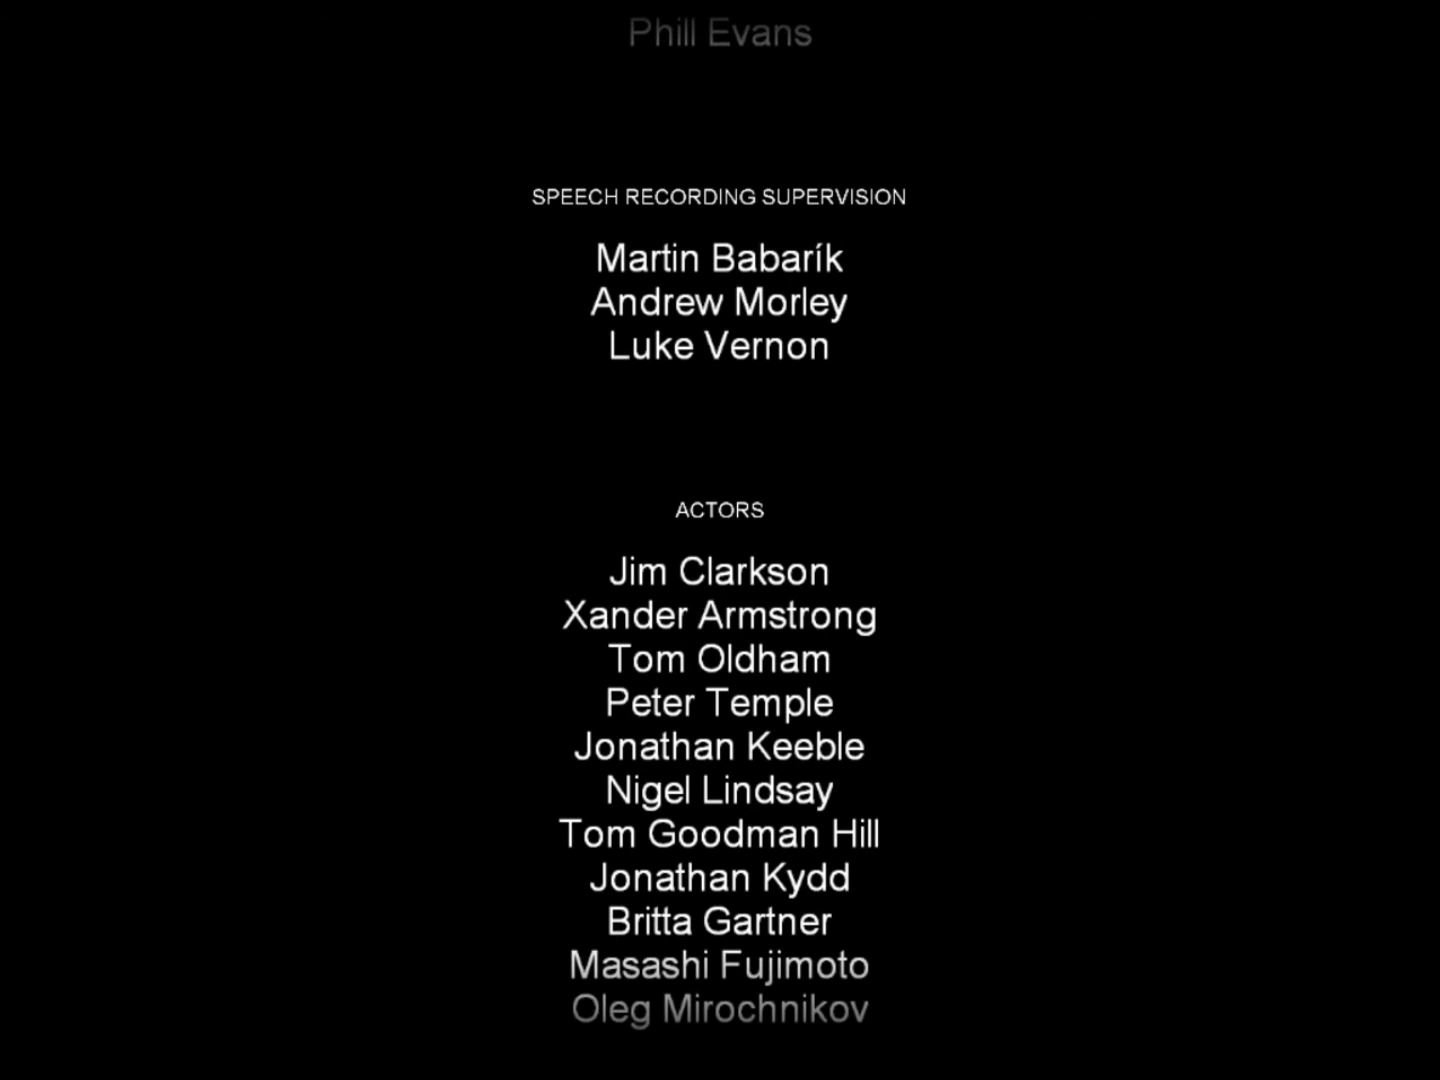 Phill Evans
SPEECH RECORDING SUPERVISION
Martin Babarík
Andrew Morley
Luke Vernon
ACTORS
Jim Clarkson
Xander Armstrong
Tom Oldham
Peter Temple
Jonathan Keeble
Nigel Lindsay
Tom Goodman Hill
Jonathan Kydd
Britta Gartner
Masashi Fujimoto
Oleg Mirochnikov